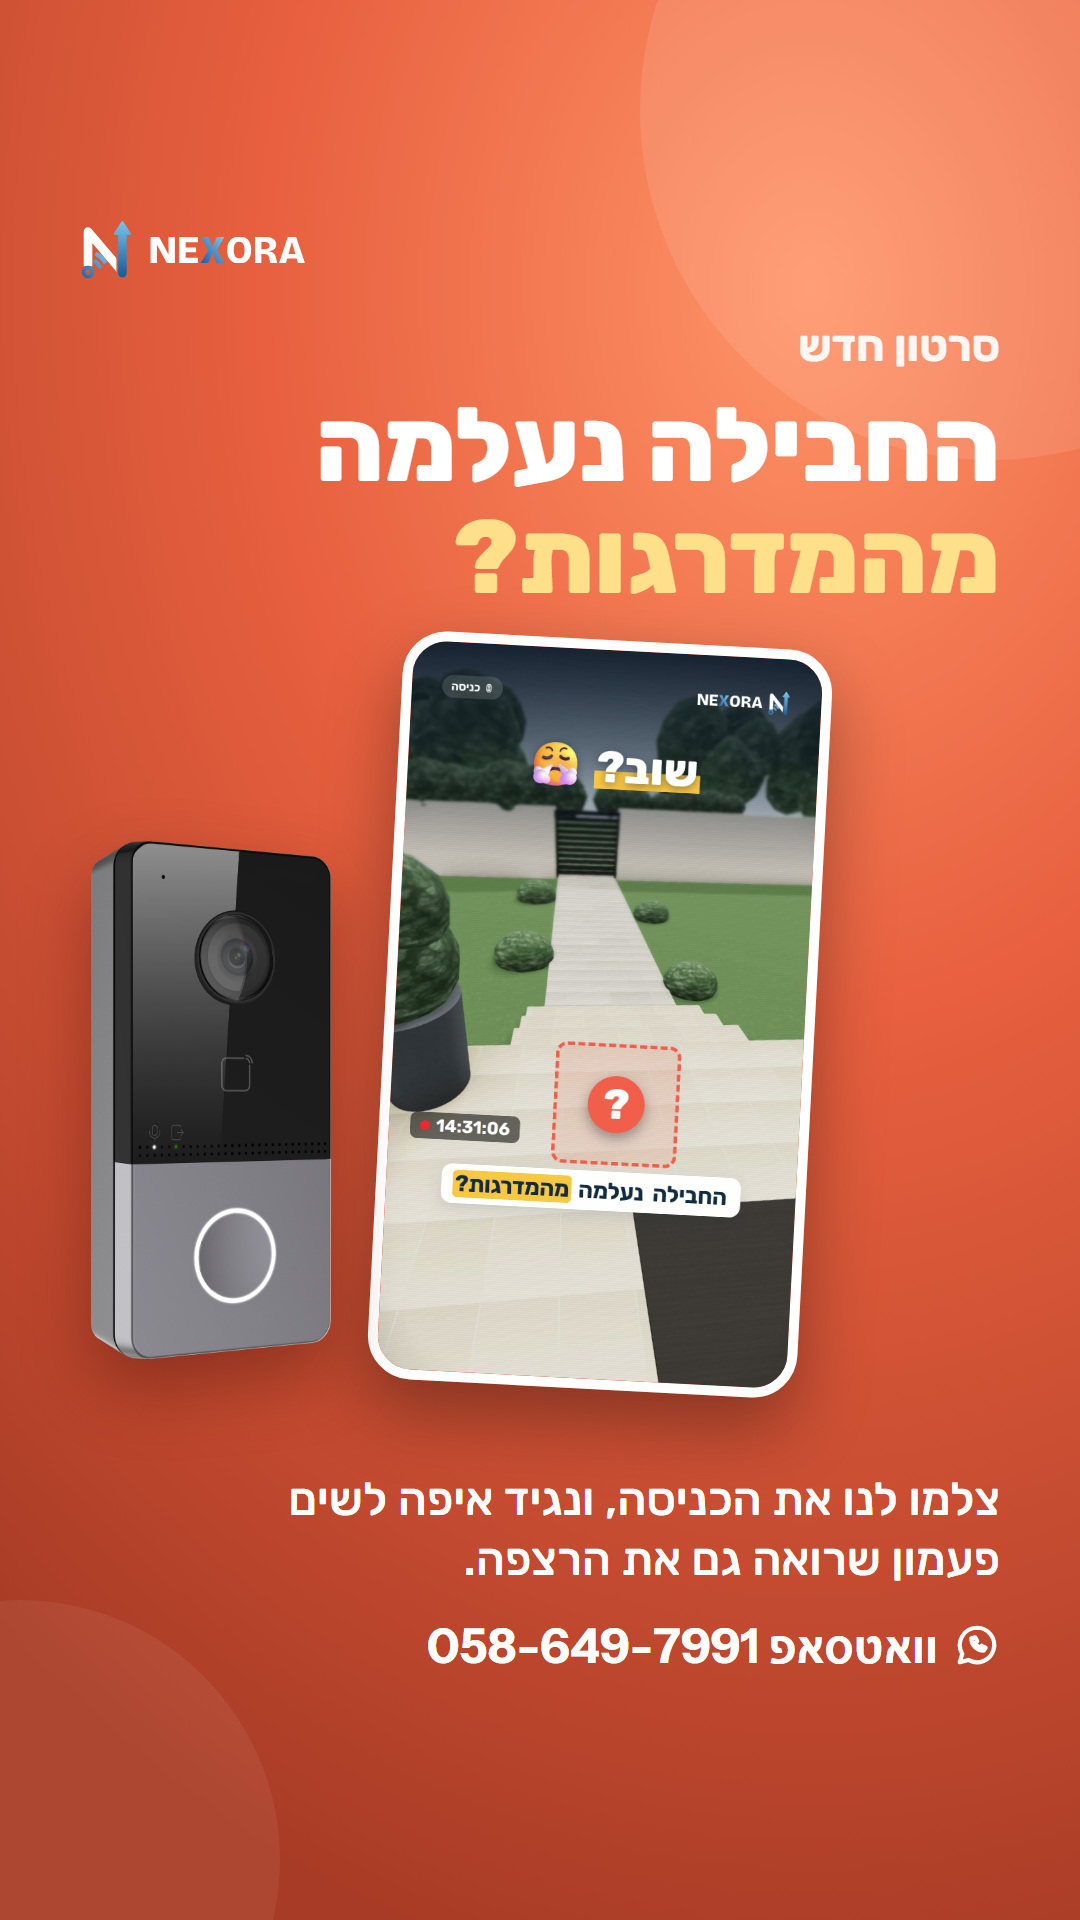 NEXORA
סרטון חדש
החבילה נעלמה
מהמדרגות?
כניסה
NEXORA
שוב?
?
14:31:06
החבילה נעלמה מהמדרגות?
צלמו לנו את הכניסה, ונגיד איפה לשים
פעמון שרואה גם את הרצפה.
וואטסאפ 058-649-7991